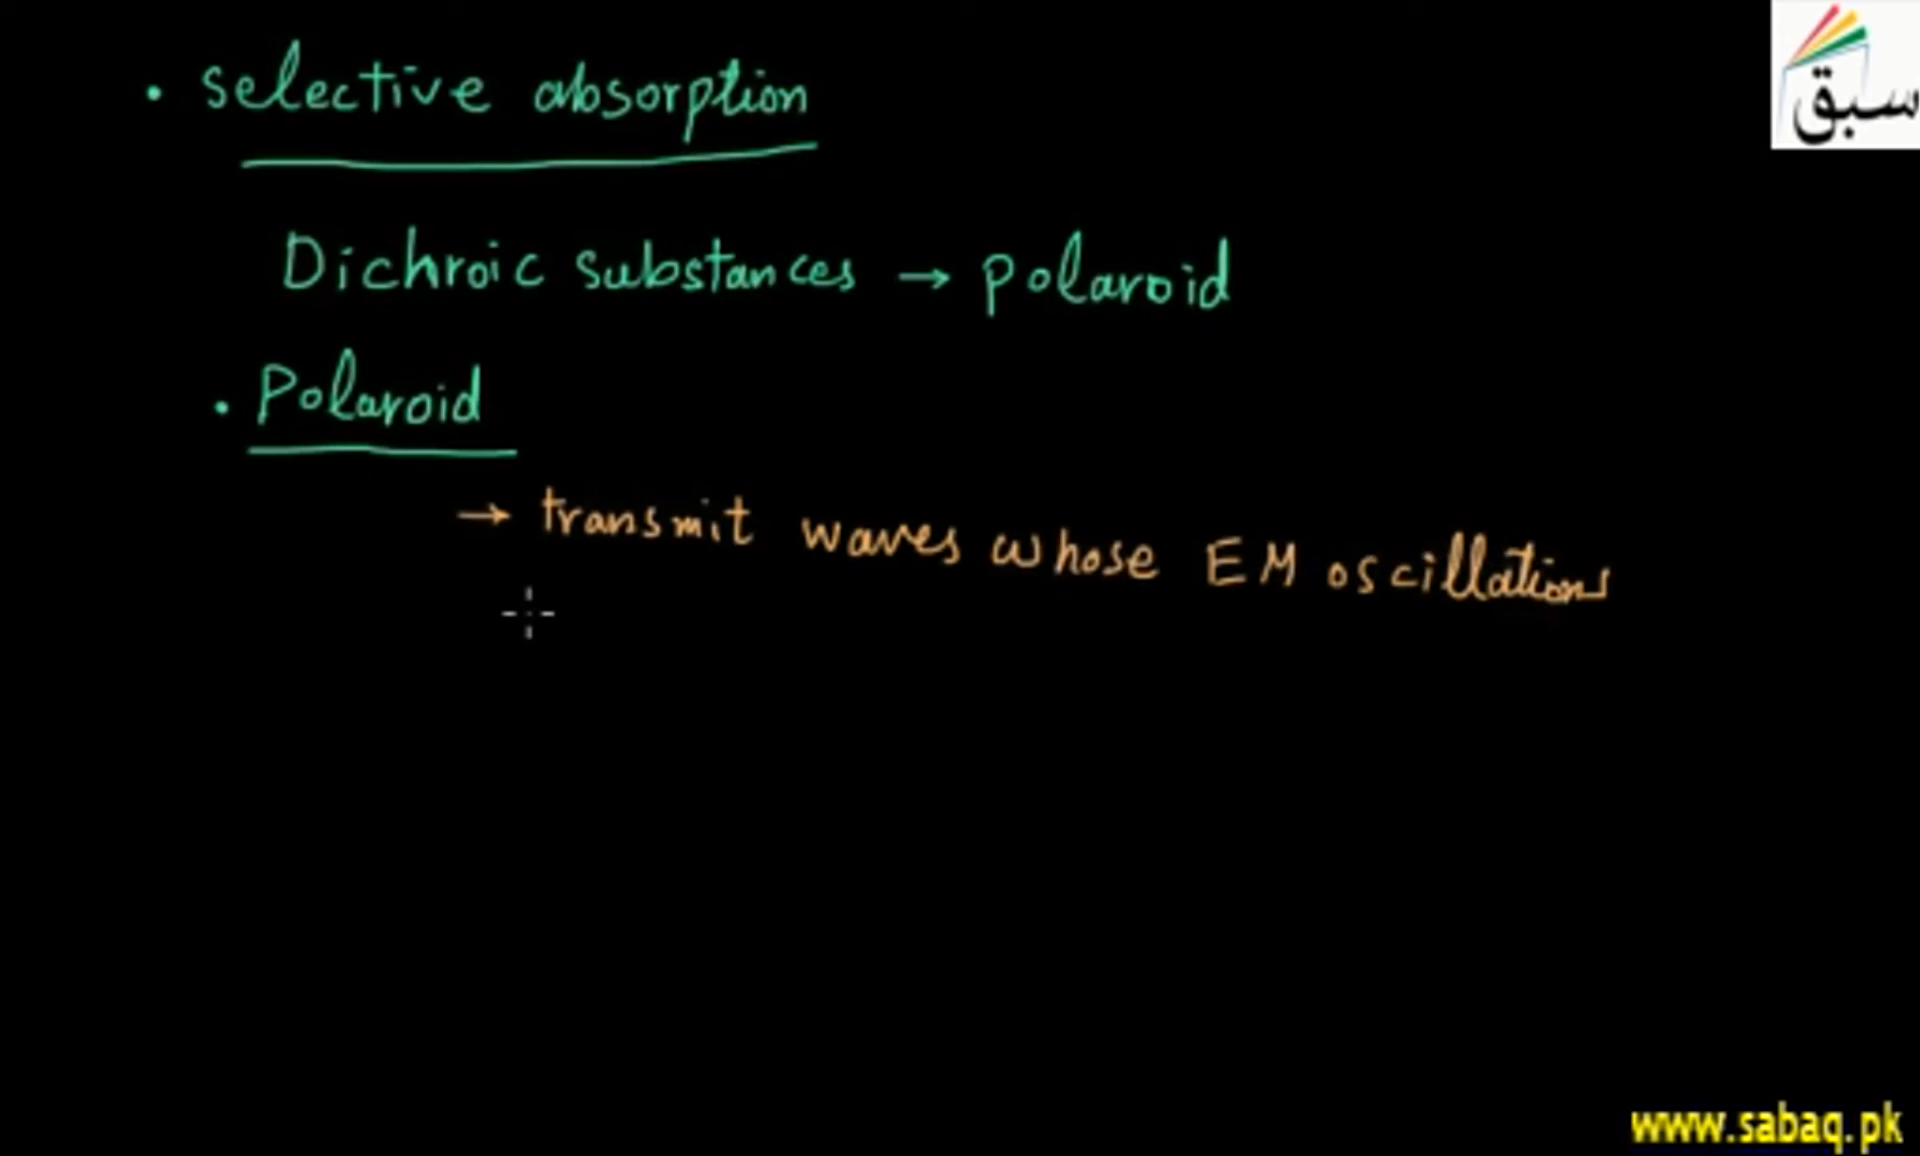 سبق
• Selective absorption
Dichroic substances → Polaroid
• Polaroid
→ transmit waves whose EM oscillations
www.sabaq.pk